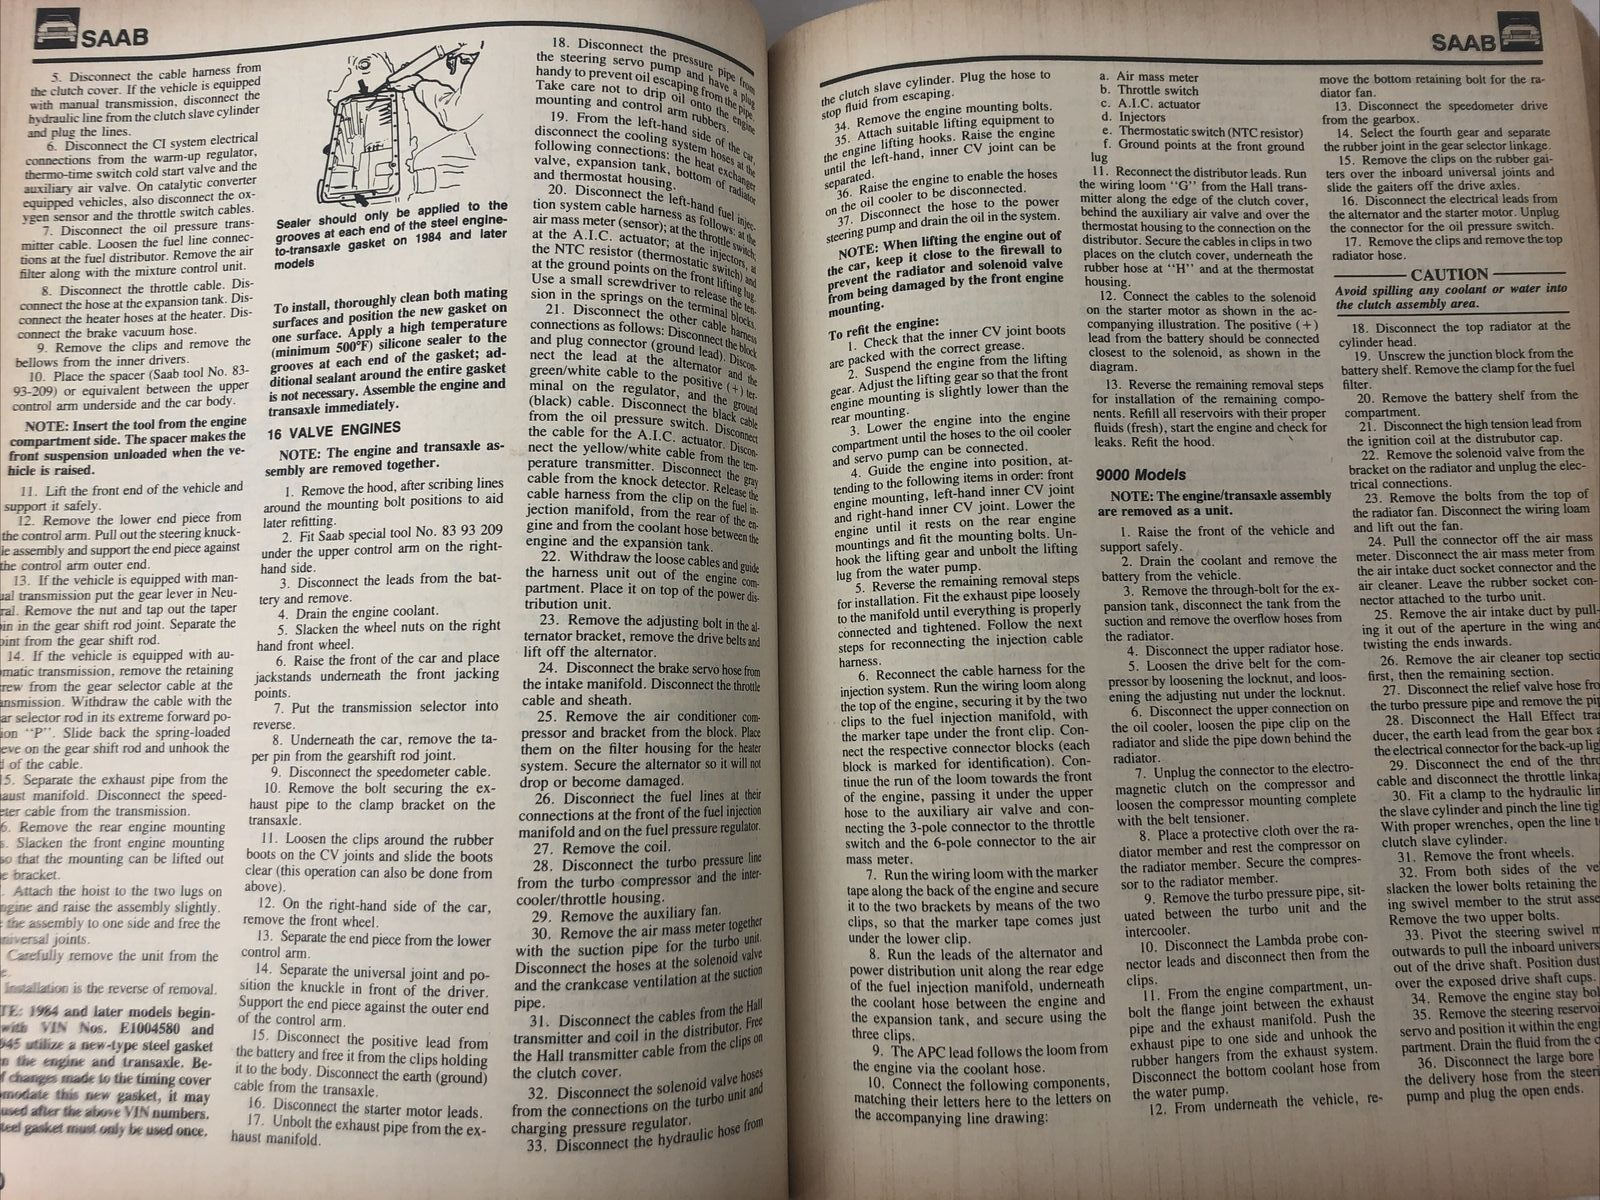 SAAB
5. Disconnect the cable harness from
the clutch cover. If the vehicle is equipped
with manual transmission, disconnect the
hydraulic line from the clutch slave cylinder
and plug the lines.
6. Disconnect the CI system electrical
connections from the warm-up regulator,
thermo-time switch cold start valve and the
auxiliary air valve. On catalytic converter
equipped vehicles, also disconnect the ox-
ygen sensor and the throttle switch cables.
7. Disconnect the oil pressure trans-
mitter cable. Loosen the fuel line connec-
tions at the fuel distributor. Remove the air
filter along with the mixture control unit.
8. Disconnect the throttle cable. Dis-
connect the hose at the expansion tank. Dis-
connect the heater hoses at the heater. Dis-
connect the brake vacuum hose.
9. Remove the clips and remove the
bellows from the inner drivers.
10. Place the spacer (Saab tool No. 83-
93-209) or equivalent between the upper
control arm underside and the car body.
NOTE: Insert the tool from the engine
compartment side. The spacer makes the
front suspension unloaded when the ve-
hicle is raised.
11. Lift the front end of the vehicle and
support it safely.
12. Remove the lower end piece from
the control arm. Pull out the steering knuck-
le assembly and support the end piece against
the control arm outer end.
13. If the vehicle is equipped with man-
ual transmission put the gear lever in Neu-
ral. Remove the nut and tap out the taper
in in the gear shift rod joint. Separate the
oint from the gear shift rod.
14. If the vehicle is equipped with au-
matic transmission, remove the retaining
rew from the gear selector cable at the
ansmission. Withdraw the cable with the
ar selector rod in its extreme forward po-
ion "P". Slide back the spring-loaded
eve on the gear shift rod and unhook the
of the cable.
5. Separate the exhaust pipe from the
aust manifold. Disconnect the speed-
eter cable from the transmission.
6. Remove the rear engine mounting
s. Slacken the front engine mounting
so that the mounting can be lifted out
e bracket.
Attach the hoist to the two lugs on
ngine and raise the assembly slightly.
the assembly to one side and free the
niversal joints.
Carefully remove the unit from the
e.
Installation is the reverse of removal.
TE: 1984 and later models begin-
with VIN Nos. E1004580 and
945 utilize a new-type steel gasket
n the engine and transaxle. Be-
f changes made to the timing cover
modate this new gasket, it may
used after the above VIN numbers.
teel gasket must only be used once.
Sealer should only be applied to the
grooves at each end of the steel engine-
to-transaxle gasket on 1984 and later
models
To install, thoroughly clean both mating
surfaces and position the new gasket on
one surface. Apply a high temperature
(minimum 500°F) silicone sealer to the
grooves at each end of the gasket; ad-
ditional sealant around the entire gasket
is not necessary. Assemble the engine and
transaxle immediately.
16 VALVE ENGINES
NOTE: The engine and transaxle as-
sembly are removed together.
1. Remove the hood, after scribing lines
around the mounting bolt positions to aid
later refitting.
2. Fit Saab special tool No. 83 93 209
under the upper control arm on the right-
hand side.
3. Disconnect the leads from the bat-
tery and remove.
4. Drain the engine coolant.
5. Slacken the wheel nuts on the right
hand front wheel.
6. Raise the front of the car and place
jackstands underneath the front jacking
points.
7. Put the transmission selector into
reverse.
8. Underneath the car, remove the ta-
per pin from the gearshift rod joint.
9. Disconnect the speedometer cable.
10. Remove the bolt securing the ex-
haust pipe to the clamp bracket on the
transaxle.
11. Loosen the clips around the rubber
boots on the CV joints and slide the boots
clear (this operation can also be done from
above).
12. On the right-hand side of the car,
remove the front wheel.
13. Separate the end piece from the lower
control arm.
14. Separate the universal joint and po-
sition the knuckle in front of the driver.
Support the end piece against the outer end
of the control arm.
15. Disconnect the positive lead from
the battery and free it from the clips holding
it to the body. Disconnect the earth (ground)
cable from the transaxle.
16. Disconnect the starter motor leads.
17. Unbolt the exhaust pipe from the ex-
haust manifold.
18. Disconnect the pressure pipe from
the steering servo pump and have a plug
handy to prevent oil escaping from the pipe.
Take care not to drip oil onto the engine
mounting and control arm rubbers.
19. From the left-hand side of the car,
disconnect the cooling system hoses at the
following connections: the heat exchanger
valve, expansion tank, bottom of radiator
and thermostat housing.
20. Disconnect the left-hand fuel injec-
tion system cable harness as follows: at the
air mass meter (sensor); at the throttle switch;
at the A.I.C. actuator; at the injectors, at
the NTC resistor (thermostatic switch) and
at the ground points on the front lifting lug.
Use a small screwdriver to release the ten-
sion in the springs on the terminal blocks.
21. Disconnect the other cable harness
connections as follows: Disconnect the block
and plug connector (ground lead). Discon-
nect the lead at the alternator and the
green/white cable to the positive (+) ter-
minal on the regulator, and the ground
(black) cable. Disconnect the black cable
from the oil pressure switch. Disconnect
the cable for the A.I.C. actuator. Discon-
nect the yellow/white cable from the tem-
perature transmitter. Disconnect the gray
cable from the knock detector. Release the
cable harness from the clip on the fuel in-
jection manifold, from the rear of the en-
gine and from the coolant hose between the
engine and the expansion tank.
22. Withdraw the loose cables and guide
the harness unit out of the engine com-
partment. Place it on top of the power dis-
tribution unit.
23. Remove the adjusting bolt in the al-
ternator bracket, remove the drive belts and
lift off the alternator.
24. Disconnect the brake servo hose from
the intake manifold. Disconnect the throttle
cable and sheath.
25. Remove the air conditioner com-
pressor and bracket from the block. Place
them on the filter housing for the heater
system. Secure the alternator so it will not
drop or become damaged.
26. Disconnect the fuel lines at their
connections at the front of the fuel injection
manifold and on the fuel pressure regulator.
27. Remove the coil.
28. Disconnect the turbo pressure line
from the turbo compressor and the inter-
cooler/throttle housing.
29. Remove the auxiliary fan.
30. Remove the air mass meter together
with the suction pipe for the turbo unit.
Disconnect the hoses at the solenoid valve
and the crankcase ventilation at the suction
pipe.
31. Disconnect the cables from the Hall
transmitter and coil in the distributor. Free
the Hall transmitter cable from the clips on
the clutch cover.
32. Disconnect the solenoid valve hoses
from the connections on the turbo unit and
charging pressure regulator.
33. Disconnect the hydraulic hose from
SAAB
the clutch slave cylinder. Plug the hose to
stop fluid from escaping.
34. Remove the engine mounting bolts.
35. Attach suitable lifting equipment to
the engine lifting hooks. Raise the engine
until the left-hand, inner CV joint can be
separated.
36. Raise the engine to enable the hoses
on the oil cooler to be disconnected.
37. Disconnect the hose to the power
steering pump and drain the oil in the system.
NOTE: When lifting the engine out of
the car, keep it close to the firewall to
prevent the radiator and solenoid valve
from being damaged by the front engine
mounting.
To refit the engine:
1. Check that the inner CV joint boots
are packed with the correct grease.
2. Suspend the engine from the lifting
gear. Adjust the lifting gear so that the front
engine mounting is slightly lower than the
rear mounting.
3. Lower the engine into the engine
compartment until the hoses to the oil cooler
and servo pump can be connected.
4. Guide the engine into position, at-
tending to the following items in order: front
engine mounting, left-hand inner CV joint
and right-hand inner CV joint. Lower the
engine until it rests on the rear engine
mountings and fit the mounting bolts. Un-
hook the lifting gear and unbolt the lifting
lug from the water pump.
5. Reverse the remaining removal steps
for installation. Fit the exhaust pipe loosely
to the manifold until everything is properly
connected and tightened. Follow the next
steps for reconnecting the injection cable
harness.
6. Reconnect the cable harness for the
injection system. Run the wiring loom along
the top of the engine, securing it by the two
clips to the fuel injection manifold, with
the marker tape under the front clip. Con-
nect the respective connector blocks (each
block is marked for identification). Con-
tinue the run of the loom towards the front
of the engine, passing it under the upper
hose to the auxiliary air valve and con-
necting the 3-pole connector to the throttle
switch and the 6-pole connector to the air
mass meter.
7. Run the wiring loom with the marker
tape along the back of the engine and secure
it to the two brackets by means of the two
clips, so that the marker tape comes just
under the lower clip.
8. Run the leads of the alternator and
power distribution unit along the rear edge
of the fuel injection manifold, underneath
the coolant hose between the engine and
the expansion tank, and secure using the
three clips.
9. The APC lead follows the loom from
the engine via the coolant hose.
10. Connect the following components,
matching their letters here to the letters on
the accompanying line drawing:
a. Air mass meter
b. Throttle switch
c. A.I.C. actuator
d. Injectors
e. Thermostatic switch (NTC resistor)
f. Ground points at the front ground
lug
11. Reconnect the distributor leads. Run
the wiring loom "G" from the Hall trans-
mitter along the edge of the clutch cover,
behind the auxiliary air valve and over the
thermostat housing to the connection on the
distributor. Secure the cables in clips in two
places on the clutch cover, underneath the
rubber hose at "H" and at the thermostat
housing.
12. Connect the cables to the solenoid
on the starter motor as shown in the ac-
companying illustration. The positive (+)
lead from the battery should be connected
closest to the solenoid, as shown in the
diagram.
13. Reverse the remaining removal steps
for installation of the remaining compo-
nents. Refill all reservoirs with their proper
fluids (fresh), start the engine and check for
leaks. Refit the hood.
9000 Models
NOTE: The engine/transaxle assembly
are removed as a unit.
1. Raise the front of the vehicle and
support safely.
2. Drain the coolant and remove the
battery from the vehicle.
3. Remove the through-bolt for the ex-
pansion tank, disconnect the tank from the
suction and remove the overflow hoses from
the radiator.
4. Disconnect the upper radiator hose.
5. Loosen the drive belt for the com-
pressor by loosening the locknut, and loos-
ening the adjusting nut under the locknut.
6. Disconnect the upper connection on
the oil cooler, loosen the pipe clip on the
radiator and slide the pipe down behind the
radiator.
7. Unplug the connector to the electro-
magnetic clutch on the compressor and
loosen the compressor mounting complete
with the belt tensioner.
8. Place a protective cloth over the ra-
diator member and rest the compressor on
the radiator member. Secure the compres-
sor to the radiator member.
9. Remove the turbo pressure pipe, sit-
uated between the turbo unit and the
intercooler.
10. Disconnect the Lambda probe con-
nector leads and disconnect then from the
clips.
11. From the engine compartment, un-
bolt the flange joint between the exhaust
pipe and the exhaust manifold. Push the
exhaust pipe to one side and unhook the
rubber hangers from the exhaust system.
Disconnect the bottom coolant hose from
the water pump.
12. From underneath the vehicle, re-
move the bottom retaining bolt for the ra-
diator fan.
13. Disconnect the speedometer drive
from the gearbox.
14. Select the fourth gear and separate
the rubber joint in the gear selector linkage.
15. Remove the clips on the rubber gai-
ters over the inboard universal joints and
slide the gaiters off the drive axles.
16. Disconnect the electrical leads from
the alternator and the starter motor. Unplug
the connector for the oil pressure switch.
17. Remove the clips and remove the top
radiator hose.
CAUTION
Avoid spilling any coolant or water into
the clutch assembly area.
18. Disconnect the top radiator at the
cylinder head.
19. Unscrew the junction block from the
battery shelf. Remove the clamp for the fuel
filter.
20. Remove the battery shelf from the
compartment.
21. Disconnect the high tension lead from
the ignition coil at the distrubutor cap.
22. Remove the solenoid valve from the
bracket on the radiator and unplug the elec-
trical connections.
23. Remove the bolts from the top of
the radiator fan. Disconnect the wiring loam
and lift out the fan.
24. Pull the connector off the air mass
meter. Disconnect the air mass meter from
the air intake duct socket connector and the
air cleaner. Leave the rubber socket con-
nector attached to the turbo unit.
25. Remove the air intake duct by pull-
ing it out of the aperture in the wing and
twisting the ends inwards.
26. Remove the air cleaner top sectio
first, then the remaining section.
27. Disconnect the relief valve hose fro
the turbo pressure pipe and remove the pip
28. Disconnect the Hall Effect tra
ducer, the earth lead from the gear box a
the electrical connector for the back-up lig
29. Disconnect the end of the thro
cable and disconnect the throttle linka
30. Fit a clamp to the hydraulic lin
the slave cylinder and pinch the line tig
With proper wrenches, open the line t
clutch slave cylinder.
31. Remove the front wheels.
32. From both sides of the ve
slacken the lower bolts retaining the
ing swivel member to the strut asse
Remove the two upper bolts.
33. Pivot the steering swivel m
outwards to pull the inboard univers
out of the drive shaft. Position dust
over the exposed drive shaft cups.
34. Remove the engine stay bol
35. Remove the steering reservoi
servo and position it within the engi
partment. Drain the fluid from the c
36. Disconnect the large bore
the delivery hose from the steeri
pump and plug the open ends.